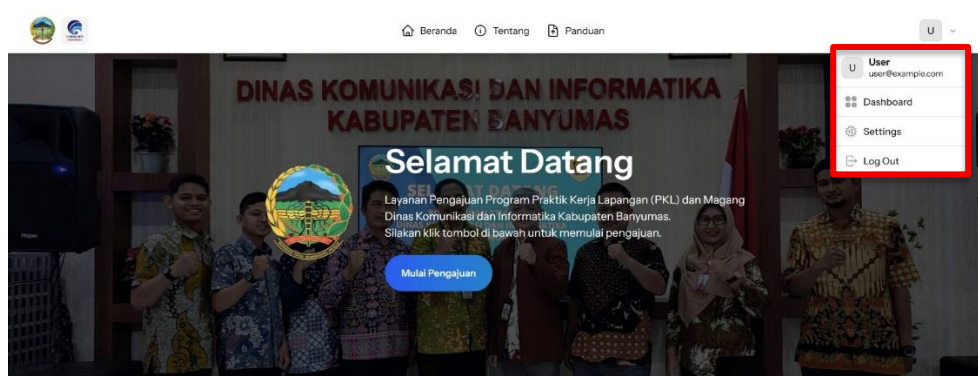 Beranda
Tentang
Panduan
U
U
User
user@example.com
Dashboard
Settings
Log Out
DINAS KOMUNIKASI DAN INFORMATIKA
KABUPATEN BANYUMAS
Selamat Datang
SELAMAT DATANG
Layanan Pengajuan Program Praktik Kerja Lapangan (PKL) dan Magang
Dinas Komunikasi dan Informatika Kabupaten Banyumas.
Silakan klik tombol di bawah untuk memulai pengajuan.
Mulai Pengajuan